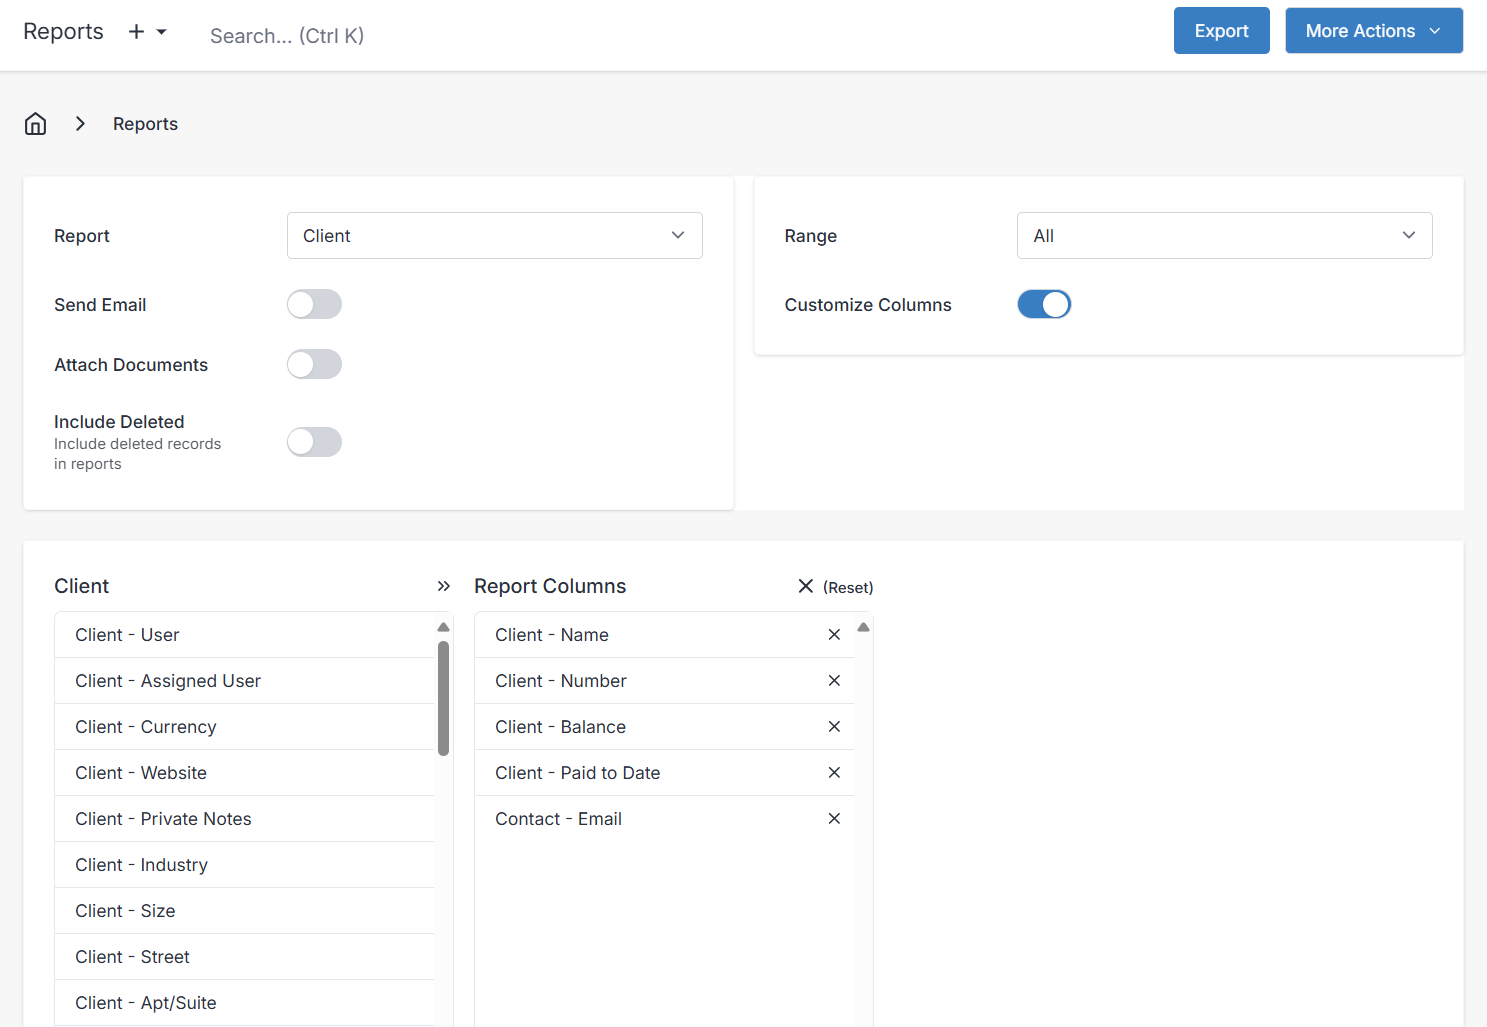 Reports
Search... (Ctrl K)
Export
More Actions
Reports
Report
Client
Send Email
Attach Documents
Include Deleted
Include deleted records
in reports
Range
All
Customize Columns
Client
Client - User
Client - Assigned User
Client - Currency
Client - Website
Client - Private Notes
Client - Industry
Client - Size
Client - Street
Client - Apt/Suite
Report Columns
(Reset)
Client - Name
Client - Number
Client - Balance
Client - Paid to Date
Contact - Email